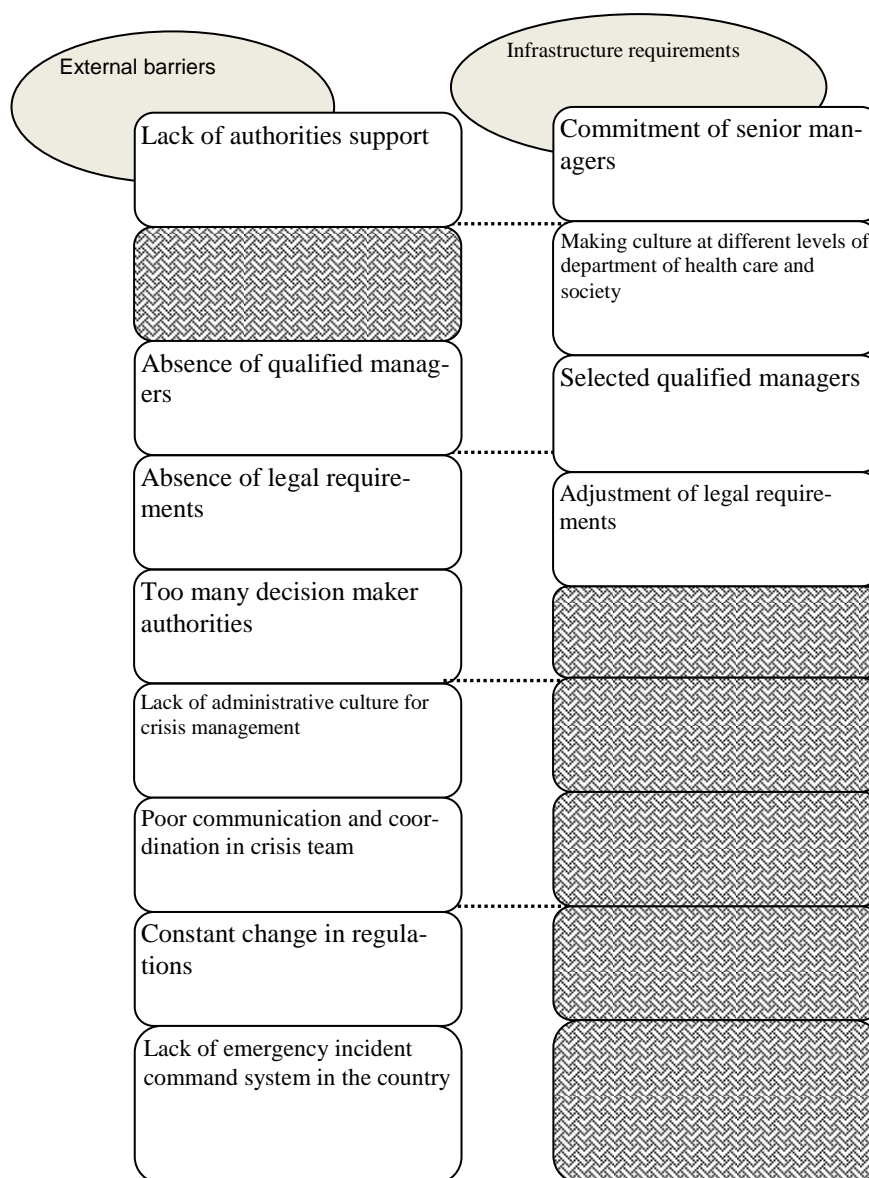 External barriers
Lack of authorities support
Absence of qualified manag-
ers
Absence of legal require-
ments
Too many decision maker
authorities
Lack of administrative culture for
crisis management
Poor communication and coor-
dination in crisis team
Constant change in regula-
tions
Lack of emergency incident
command system in the country
Infrastructure requirements
Commitment of senior man-
agers
Making culture at different levels of
department of health care and
society
Selected qualified managers
Adjustment of legal require-
ments